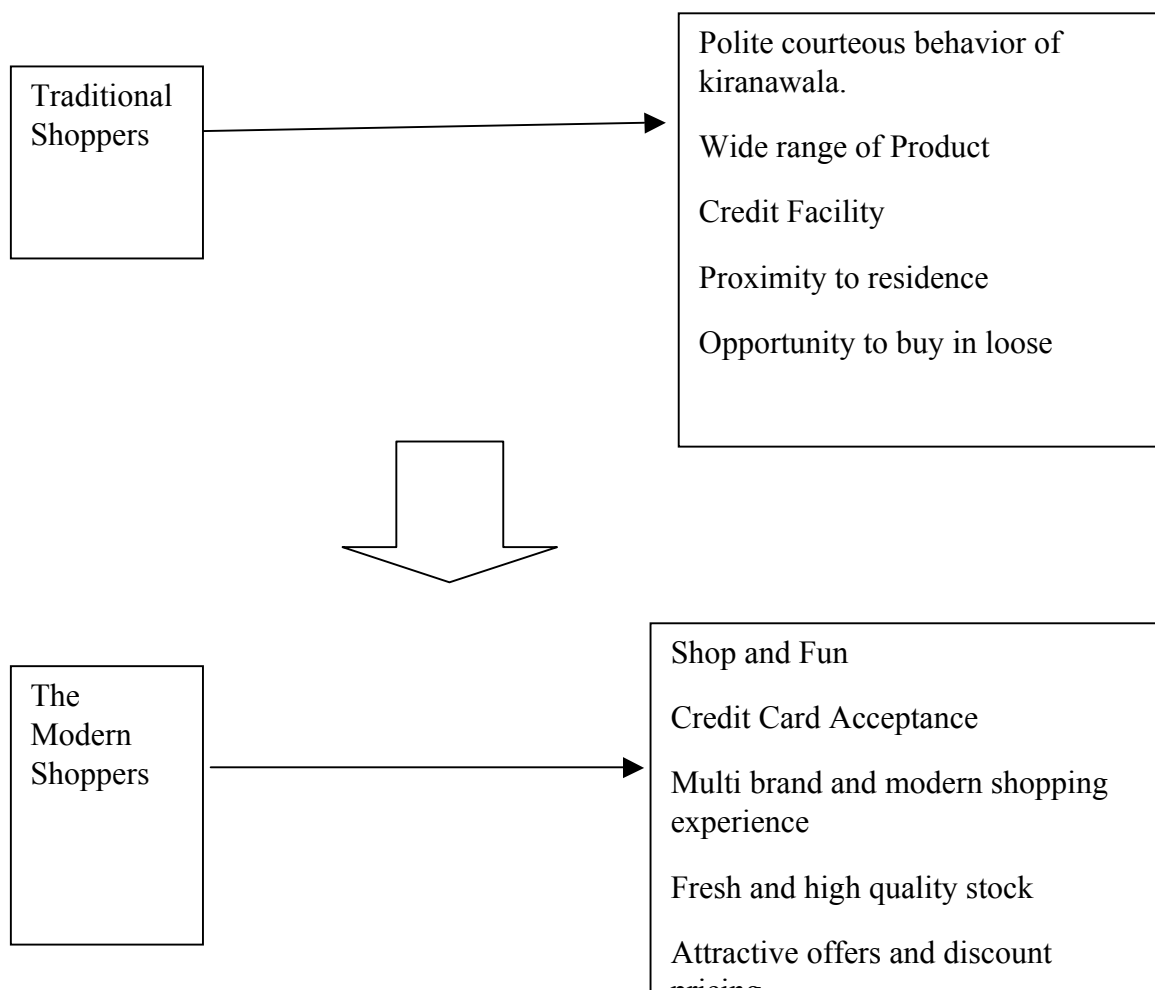 Traditional
Shoppers
Polite courteous behavior of
kiranawala.
Wide range of Product
Credit Facility
Proximity to residence
Opportunity to buy in loose
The
Modern
Shoppers
Shop and Fun
Credit Card Acceptance
Multi brand and modern shopping
experience
Fresh and high quality stock
Attractive offers and discount